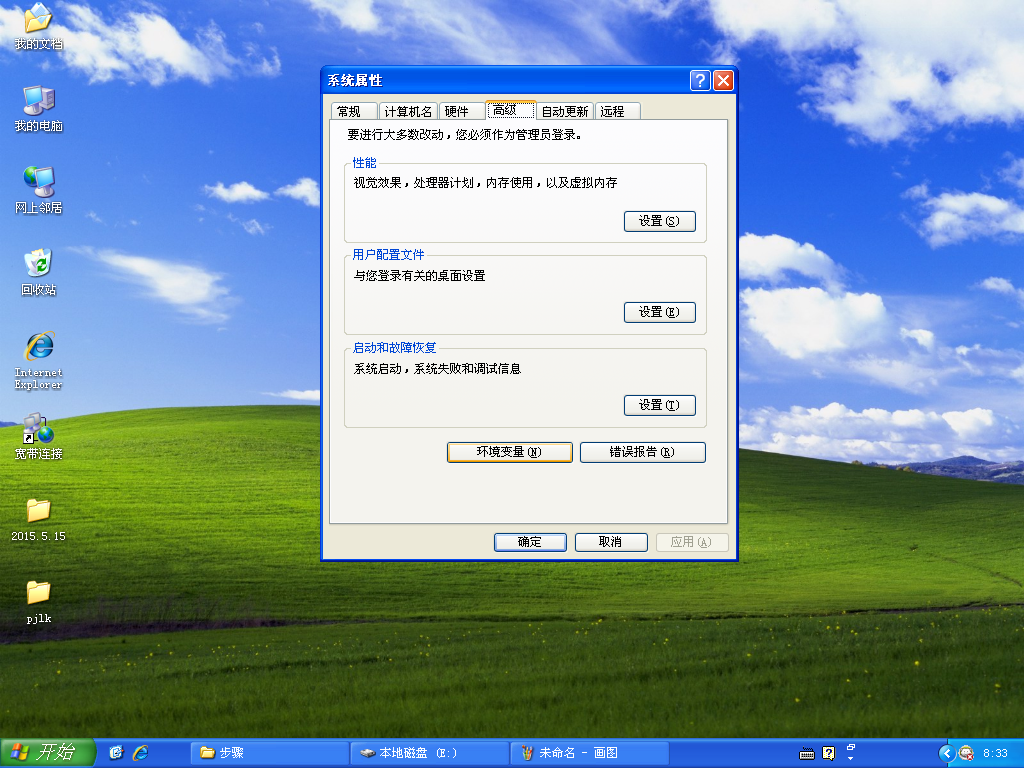 我的文档
我的电脑
网上邻居
回收站
Internet
Explorer
宽带连接
2015.5.15
pjlk
系统属性
常规
计算机名
硬件
高级
自动更新
远程
要进行大多数改动，您必须作为管理员登录。
性能
视觉效果，处理器计划，内存使用，以及虚拟内存
设置(S)
用户配置文件
与您登录有关的桌面设置
设置(E)
启动和故障恢复
系统启动，系统失败和调试信息
设置(T)
环境变量(N)
错误报告(R)
确定
取消
应用(A)
开始
步骤
本地磁盘 (E:)
未命名 - 画图
8:33